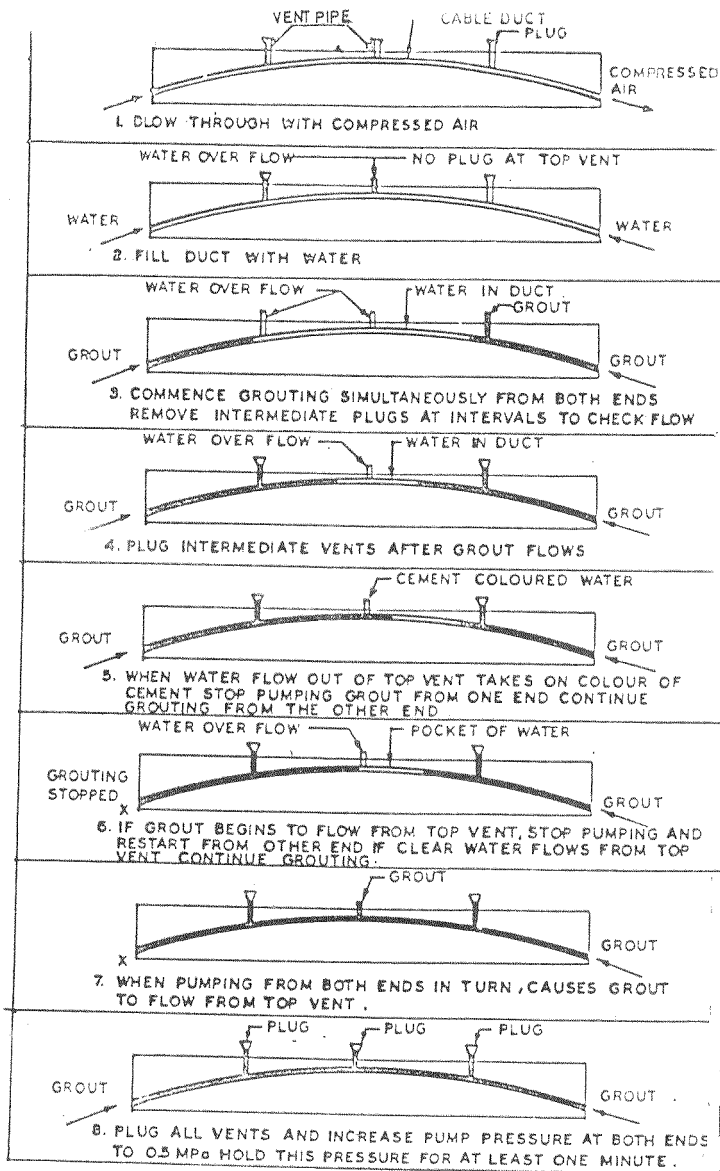 VENT PIPE
CABLE DUCT
PLUG
COMPRESSED
AIR
1. BLOW THROUGH WITH COMPRESSED AIR
WATER OVER FLOW
NO PLUG AT TOP VENT
WATER
WATER
2. FILL DUCT WITH WATER
WATER OVER FLOW
WATER IN DUCT
GROUT
GROUT
GROUT
3. COMMENCE GROUTING SIMULTANEOUSLY FROM BOTH ENDS
REMOVE INTERMEDIATE PLUGS AT INTERVALS TO CHECK FLOW
WATER OVER FLOW
WATER IN DUCT
GROUT
GROUT
4. PLUG INTERMEDIATE VENTS AFTER GROUT FLOWS
CEMENT COLOURED WATER
GROUT
GROUT
5. WHEN WATER FLOW OUT OF TOP VENT TAKES ON COLOUR OF
CEMENT STOP PUMPING GROUT FROM ONE END CONTINUE
GROUTING FROM THE OTHER END
WATER OVER FLOW
POCKET OF WATER
GROUTING
STOPPED
X
GROUT
6. IF GROUT BEGINS TO FLOW FROM TOP VENT, STOP PUMPING AND
RESTART FROM OTHER END IF CLEAR WATER FLOWS FROM TOP
VENT CONTINUE GROUTING.
GROUT
X
GROUT
7. WHEN PUMPING FROM BOTH ENDS IN TURN, CAUSES GROUT
TO FLOW FROM TOP VENT.
PLUG
PLUG
PLUG
GROUT
GROUT
8. PLUG ALL VENTS AND INCREASE PUMP PRESSURE AT BOTH ENDS
TO 0.5 MPa HOLD THIS PRESSURE FOR AT LEAST ONE MINUTE.